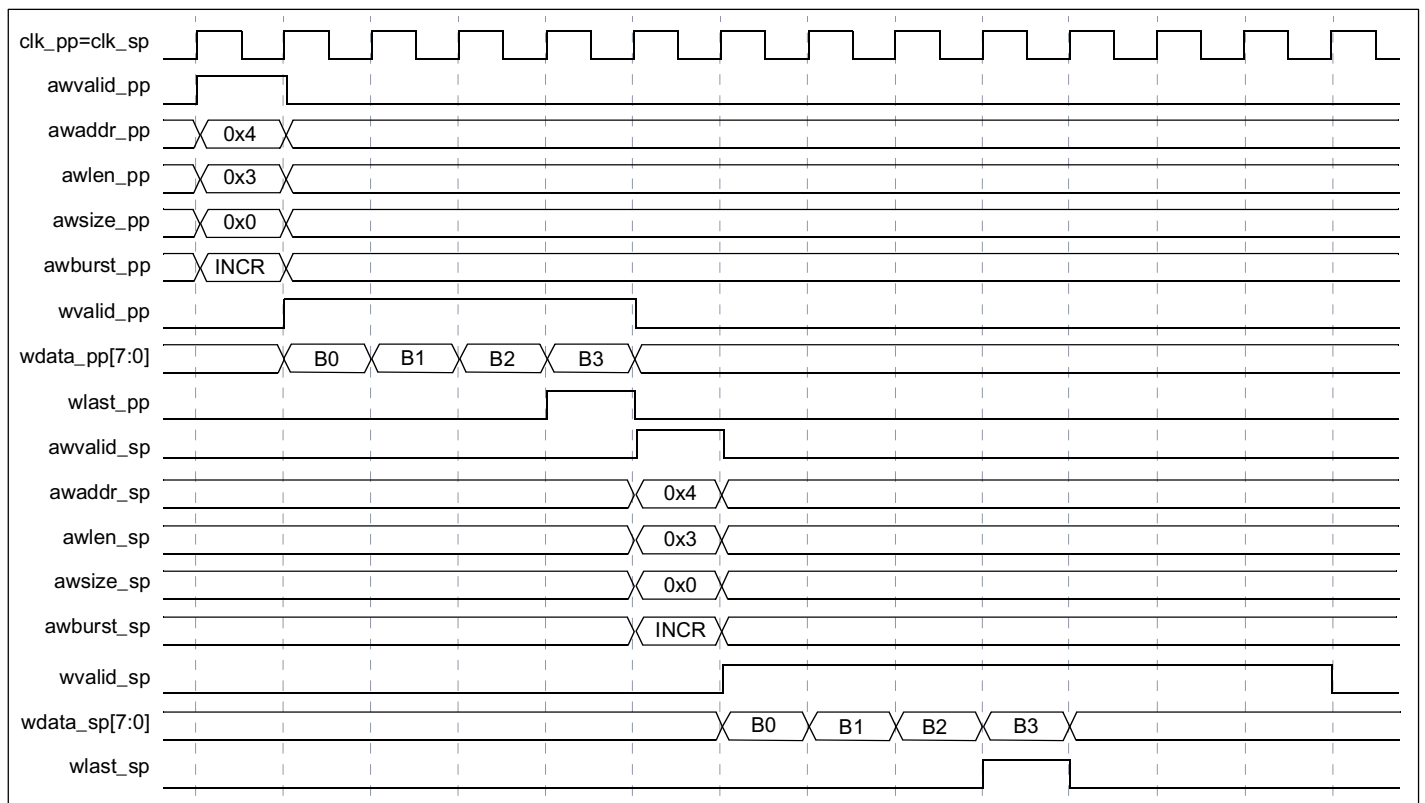 clk_pp=clk_sp
awvalid_pp
awaddr_pp 0x4
awlen_pp 0x3
awsize_pp 0x0
awburst_pp INCR
wvalid_pp
wdata_pp[7:0] B0 B1 B2 B3
wlast_pp
awvalid_sp
awaddr_sp 0x4
awlen_sp 0x3
awsize_sp 0x0
awburst_sp INCR
wvalid_sp
wdata_sp[7:0] B0 B1 B2 B3
wlast_sp